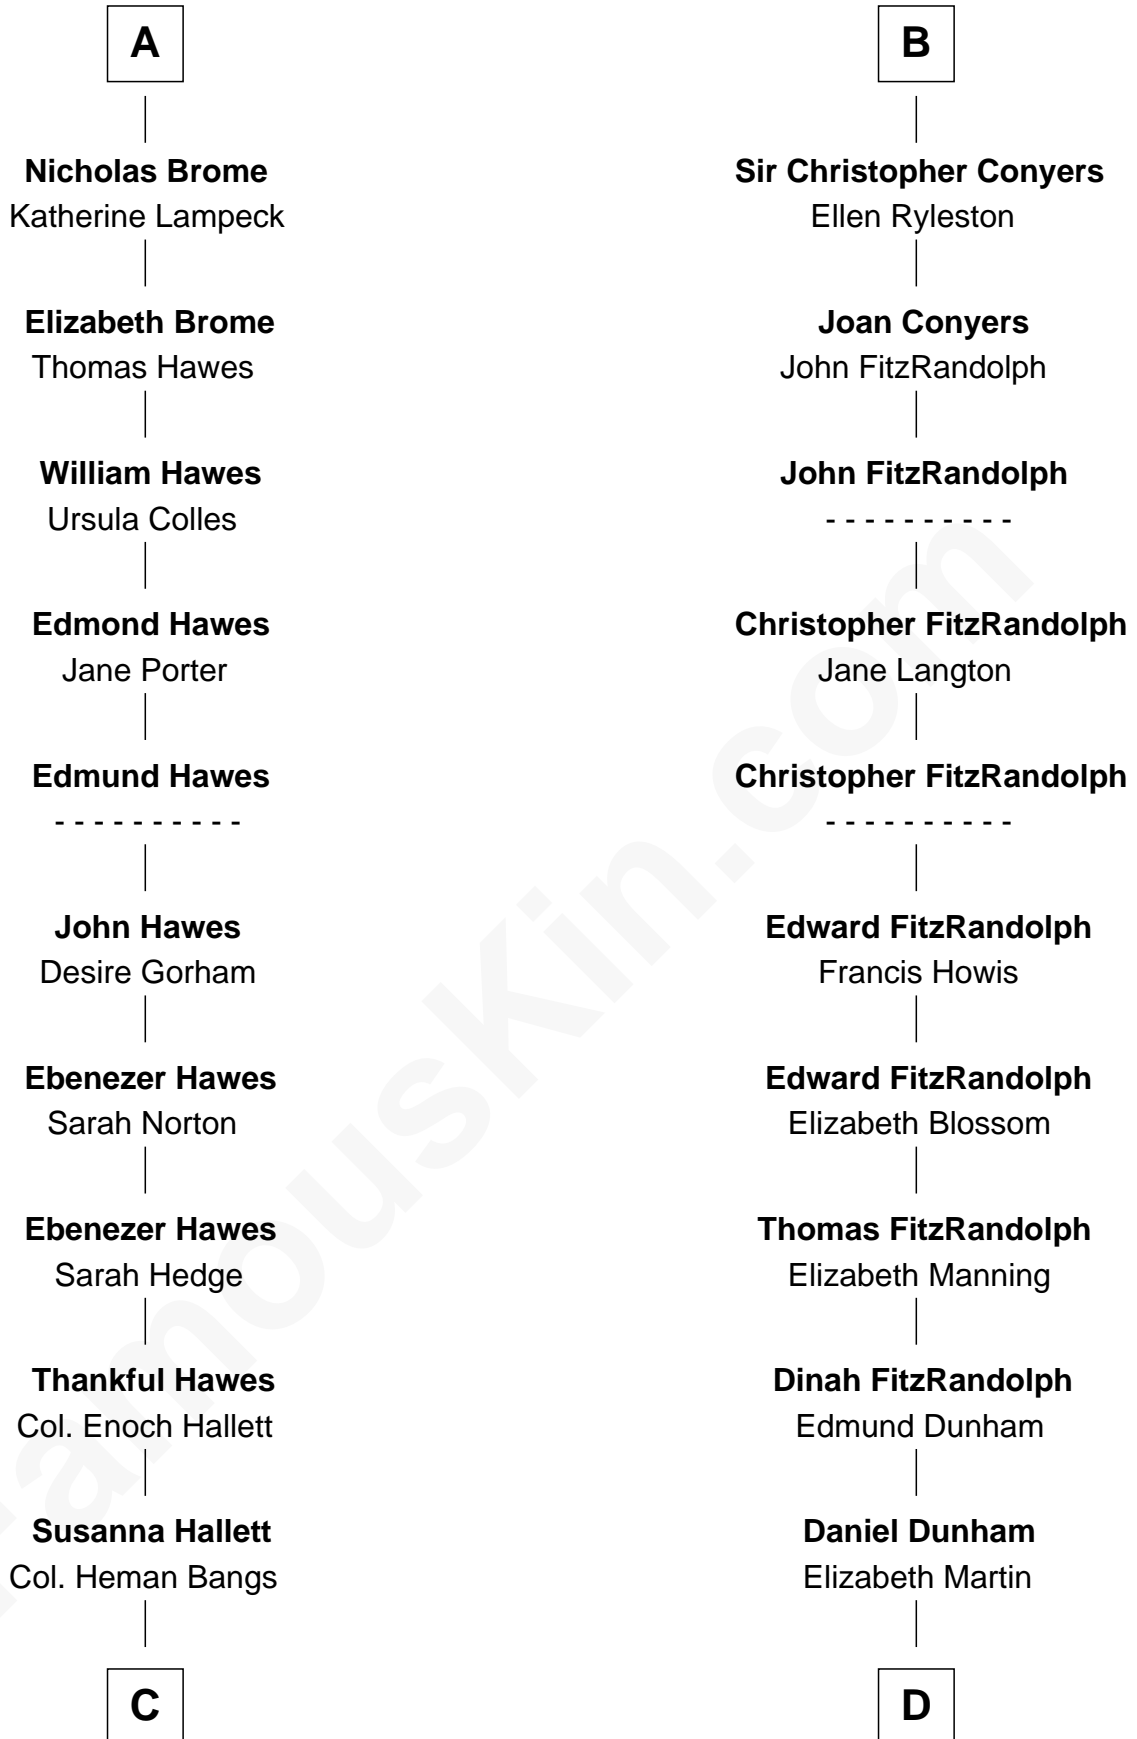 A
Nicholas Brome
Katherine Lampeck
Elizabeth Brome
Thomas Hawes
William Hawes
Ursula Colles
Edmond Hawes
Jane Porter
Edmund Hawes
- - - - - - - - - -
John Hawes
Desire Gorham
Ebenezer Hawes
Sarah Norton
Ebenezer Hawes
Sarah Hedge
Thankful Hawes
Col. Enoch Hallett
Susanna Hallett
Col. Heman Bangs
C
B
Sir Christopher Conyers
Ellen Ryleston
Joan Conyers
John FitzRandolph
John FitzRandolph
- - - - - - - - - -
Christopher FitzRandolph
Jane Langton
Christopher FitzRandolph
- - - - - - - - - -
Edward FitzRandolph
Francis Howis
Edward FitzRandolph
Elizabeth Blossom
Thomas FitzRandolph
Elizabeth Manning
Dinah FitzRandolph
Edmund Dunham
Daniel Dunham
Elizabeth Martin
D
FamousKin.com